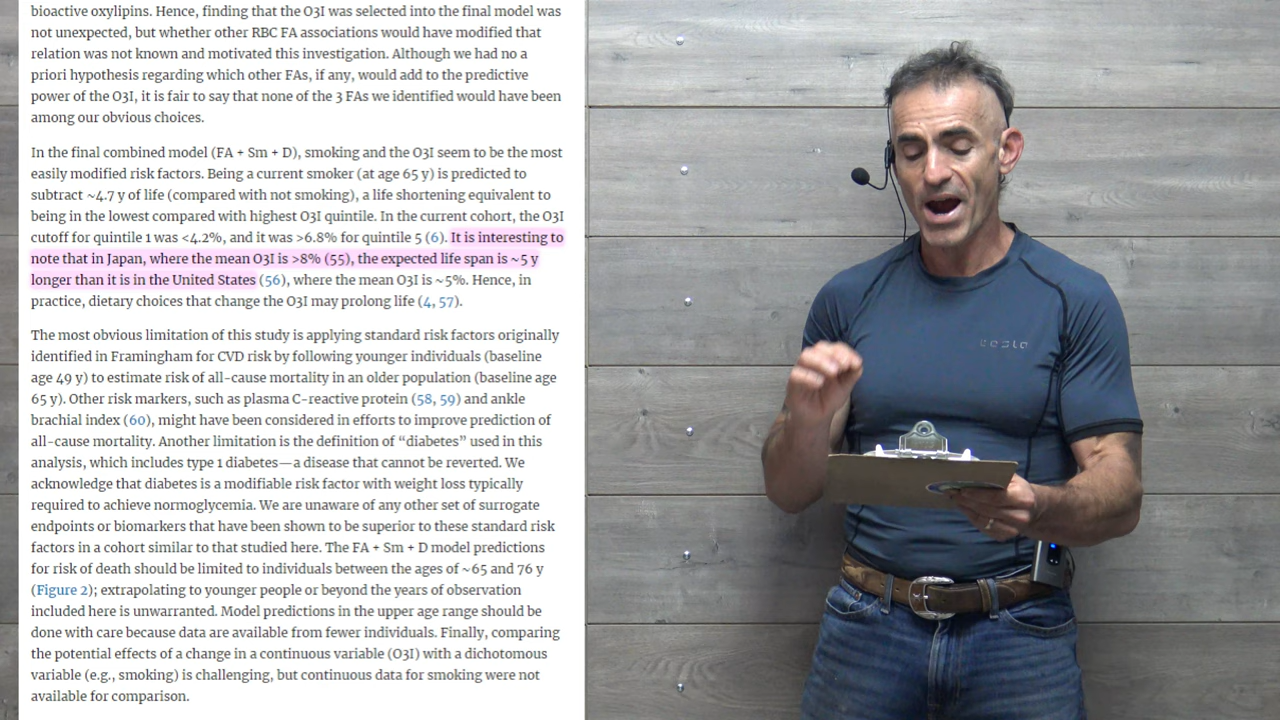 bioactive oxylipins. Hence, finding that the O3I was selected into the final model was
not unexpected, but whether other RBC FA associations would have modified that
relation was not known and motivated this investigation. Although we had no a
priori hypothesis regarding which other FAs, if any, would add to the predictive
power of the O3I, it is fair to say that none of the 3 FAs we identified would have been
among our obvious choices.
In the final combined model (FA + Sm + D), smoking and the O3I seem to be the most
easily modified risk factors. Being a current smoker (at age 65 y) is predicted to
subtract ~4.7 y of life (compared with not smoking), a life shortening equivalent to
being in the lowest compared with highest O3I quintile. In the current cohort, the O3I
cutoff for quintile 1 was <4.2%, and it was >6.8% for quintile 5 (6). It is interesting to
note that in Japan, where the mean O3I is >8% (55), the expected life span is ~5 y
longer than it is in the United States (56), where the mean O3I is ~5%. Hence, in
practice, dietary choices that change the O3I may prolong life (4, 57).
The most obvious limitation of this study is applying standard risk factors originally
identified in Framingham for CVD risk by following younger individuals (baseline
age 49 y) to estimate risk of all-cause mortality in an older population (baseline age
65 y). Other risk markers, such as plasma C-reactive protein (58, 59) and ankle
brachial index (60), might have been considered in efforts to improve prediction of
all-cause mortality. Another limitation is the definition of “diabetes” used in this
analysis, which includes type 1 diabetes—a disease that cannot be reverted. We
acknowledge that diabetes is a modifiable risk factor with weight loss typically
required to achieve normoglycemia. We are unaware of any other set of surrogate
endpoints or biomarkers that have been shown to be superior to these standard risk
factors in a cohort similar to that studied here. The FA + Sm + D model predictions
for risk of death should be limited to individuals between the ages of ~65 and 76 y
(Figure 2); extrapolating to younger people or beyond the years of observation
included here is unwarranted. Model predictions in the upper age range should be
done with care because data are available from fewer individuals. Finally, comparing
the potential effects of a change in a continuous variable (O3I) with a dichotomous
variable (e.g., smoking) is challenging, but continuous data for smoking were not
available for comparison.